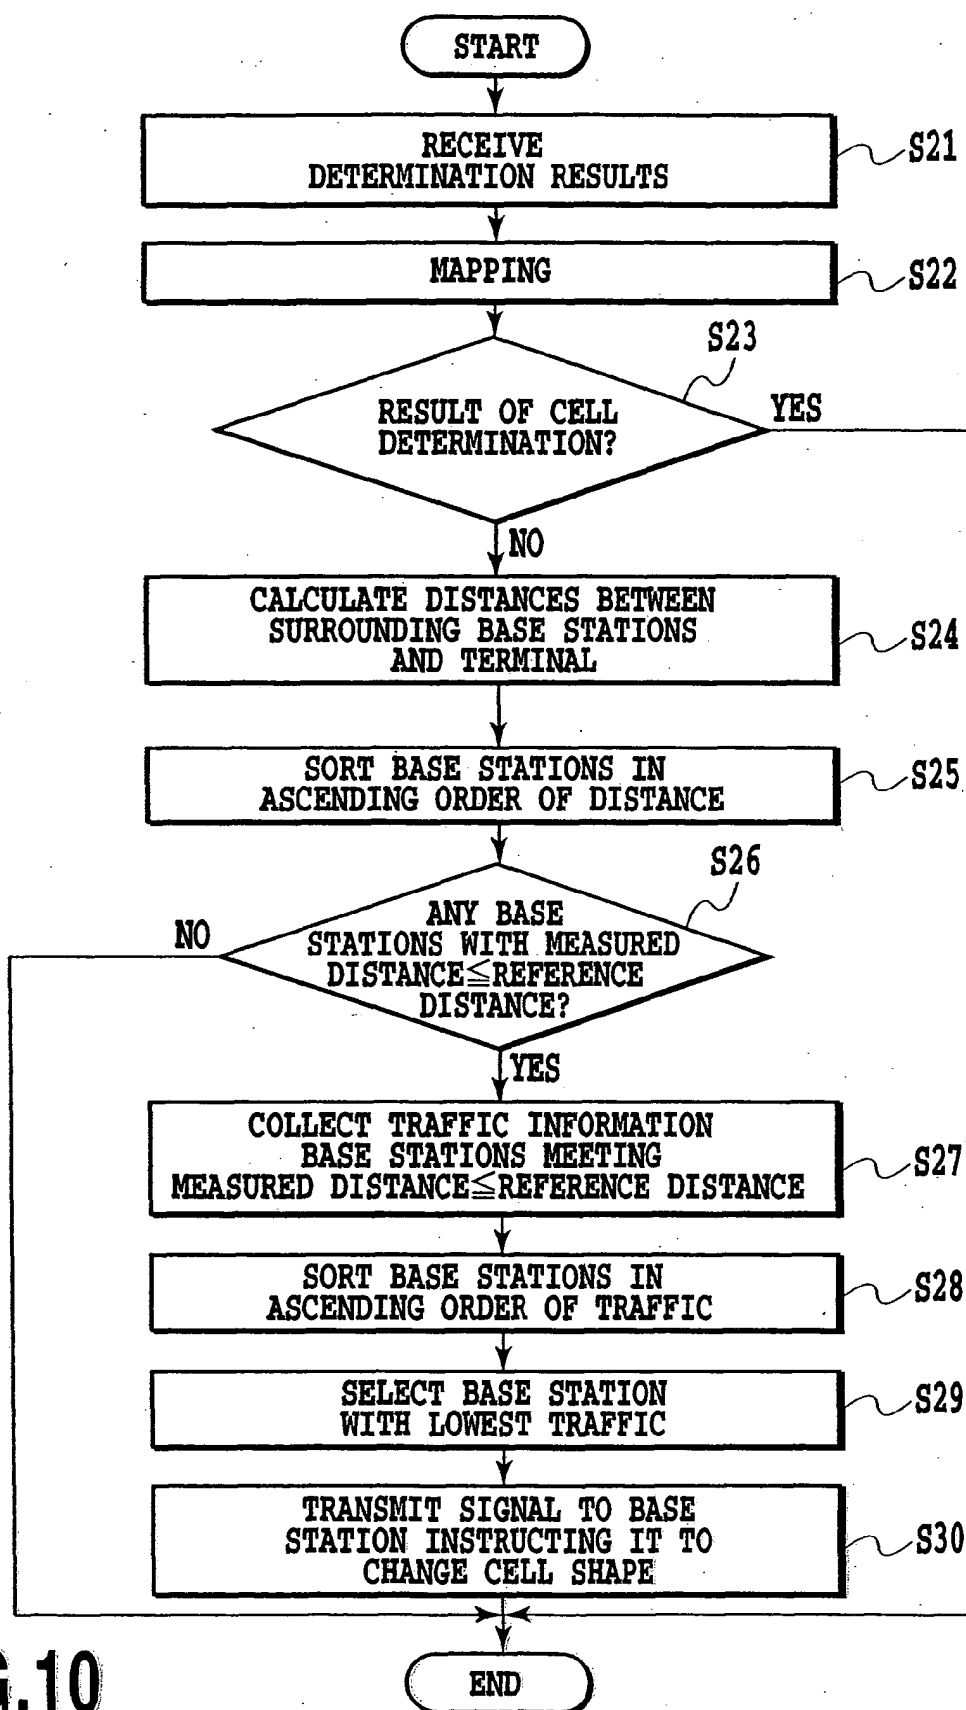 START
RECEIVE
DETERMINATION RESULTS
S21
MAPPING
S22
S23
RESULT OF CELL
DETERMINATION?
YES
NO
CALCULATE DISTANCES BETWEEN
SURROUNDING BASE STATIONS
AND TERMINAL
S24
SORT BASE STATIONS IN
ASCENDING ORDER OF DISTANCE
S25
S26
ANY BASE
STATIONS WITH MEASURED
DISTANCE≦REFERENCE
DISTANCE?
NO
YES
COLLECT TRAFFIC INFORMATION
BASE STATIONS MEETING
MEASURED DISTANCE≦REFERENCE DISTANCE
S27
SORT BASE STATIONS IN
ASCENDING ORDER OF TRAFFIC
S28
SELECT BASE STATION
WITH LOWEST TRAFFIC
S29
TRANSMIT SIGNAL TO BASE
STATION INSTRUCTING IT TO
CHANGE CELL SHAPE
S30
END
G.10